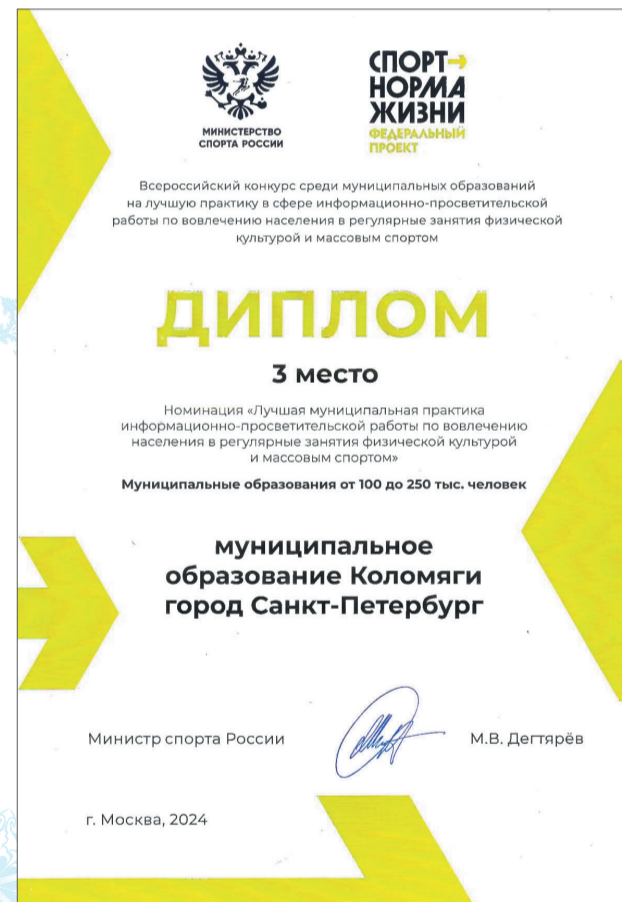 МИНИСТЕРСТВО
СПОРТА РОССИИ
СПОРТ
НОРМА
ЖИЗНИ
ФЕДЕРАЛЬНЫЙ
ПРОЕКТ
Всероссийский конкурс среди муниципальных образований
на лучшую практику в сфере информационно-просветительской
работы по вовлечению населения в регулярные занятия физической
культурой и массовым спортом
ДИПЛОМ
3 место
Номинация «Лучшая муниципальная практика
информационно-просветительской работы по вовлечению
населения в регулярные занятия физической культурой
и массовым спортом»
Муниципальные образования от 100 до 250 тыс. человек
муниципальное
образование Коломяги
город Санкт-Петербург
Министр спорта России
М.В. Дегтярёв
г. Москва, 2024